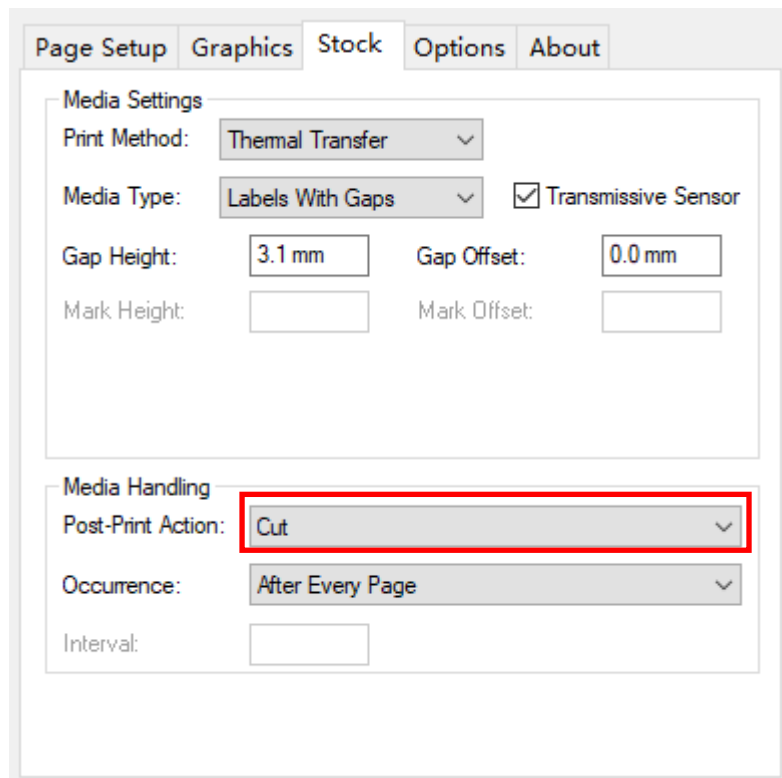 Page Setup Graphics Stock Options About
Media Settings
Print Method: Thermal Transfer
Media Type: Labels With Gaps Transmissive Sensor
Gap Height: 3.1 mm Gap Offset: 0.0 mm
Mark Height: Mark Offset:
Media Handling
Post-Print Action: Cut
Occurrence: After Every Page
Interval: